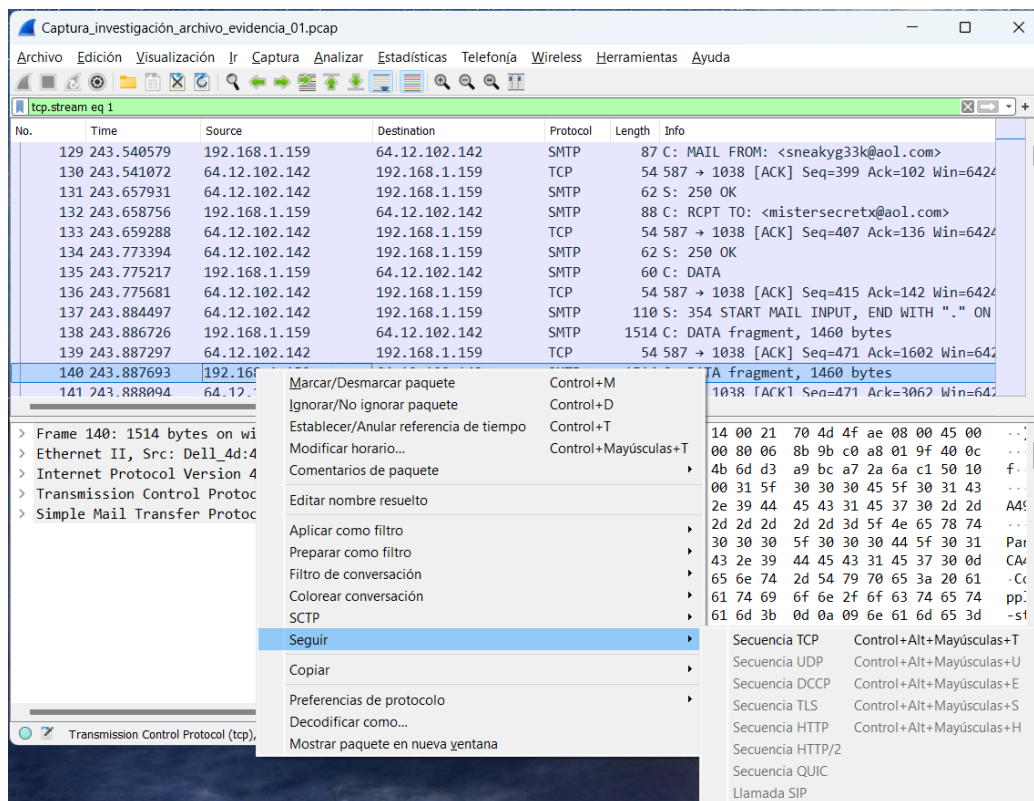 Captura_investigación_archivo_evidencia_01.pcap
Archivo Edición Visualización Ir Captura Analizar Estadísticas Telefonía Wireless Herramientas Ayuda
tcp.stream eq 1
No. Time Source Destination Protocol Length Info
129 243.540579 192.168.1.159 64.12.102.142 SMTP 87 C: MAIL FROM: <sneakyg33k@aol.com>
130 243.541072 64.12.102.142 192.168.1.159 TCP 54 587 → 1038 [ACK] Seq=399 Ack=102 Win=6424
131 243.657931 64.12.102.142 192.168.1.159 SMTP 62 S: 250 OK
132 243.658756 192.168.1.159 64.12.102.142 SMTP 88 C: RCPT TO: <mistersecretx@aol.com>
133 243.659288 64.12.102.142 192.168.1.159 TCP 54 587 → 1038 [ACK] Seq=407 Ack=136 Win=6424
134 243.773394 64.12.102.142 192.168.1.159 SMTP 62 S: 250 OK
135 243.775217 192.168.1.159 64.12.102.142 SMTP 60 C: DATA
136 243.775681 64.12.102.142 192.168.1.159 TCP 54 587 → 1038 [ACK] Seq=415 Ack=142 Win=6424
137 243.884497 64.12.102.142 192.168.1.159 SMTP 110 S: 354 START MAIL INPUT, END WITH "." ON
138 243.886726 192.168.1.159 64.12.102.142 SMTP 1514 C: DATA fragment, 1460 bytes
139 243.887297 64.12.102.142 192.168.1.159 TCP 54 587 → 1038 [ACK] Seq=471 Ack=1602 Win=642
140 243.887693 192.168 TA fragment, 1460 bytes
141 243.888094 64.12. 1038 [ACK] Seq=471 Ack=3062 Win=642
Marcar/Desmarcar paquete Control+M
Ignorar/No ignorar paquete Control+D
Establecer/Anular referencia de tiempo Control+T
Modificar horario... Control+Mayúsculas+T
Comentarios de paquete
Editar nombre resuelto
Aplicar como filtro
Preparar como filtro
Filtro de conversación
Colorear conversación
SCTP
Seguir
Copiar
Preferencias de protocolo
Decodificar como...
Mostrar paquete en nueva ventana
Frame 140: 1514 bytes on wi
Ethernet II, Src: Dell_4d:4
Internet Protocol Version 4
Transmission Control Protoc
Simple Mail Transfer Protoc
14 00 21 70 4d 4f ae 08 00 45 00
00 80 06 8b 9b c0 a8 01 9f 40 0c
4b 6d d3 a9 bc a7 2a 6a c1 50 10 f·
00 31 5f 30 30 30 45 5f 30 31 43
2e 39 44 45 43 31 45 37 30 2d 2d A49
2d 2d 2d 2d 2d 3d 5f 4e 65 78 74
30 30 30 5f 30 30 30 44 5f 30 31 Par
43 2e 39 44 45 43 31 45 37 30 0d CA4
65 6e 74 2d 54 79 70 65 3a 20 61 ·Co
61 74 69 6f 6e 2f 6f 63 74 65 74 ppl
61 6d 3b 0d 0a 09 6e 61 6d 65 3d -st
Secuencia TCP Control+Alt+Mayúsculas+T
Secuencia UDP Control+Alt+Mayúsculas+U
Secuencia DCCP Control+Alt+Mayúsculas+E
Secuencia TLS Control+Alt+Mayúsculas+S
Secuencia HTTP Control+Alt+Mayúsculas+H
Secuencia HTTP/2
Secuencia QUIC
Llamada SIP
Transmission Control Protocol (tcp),